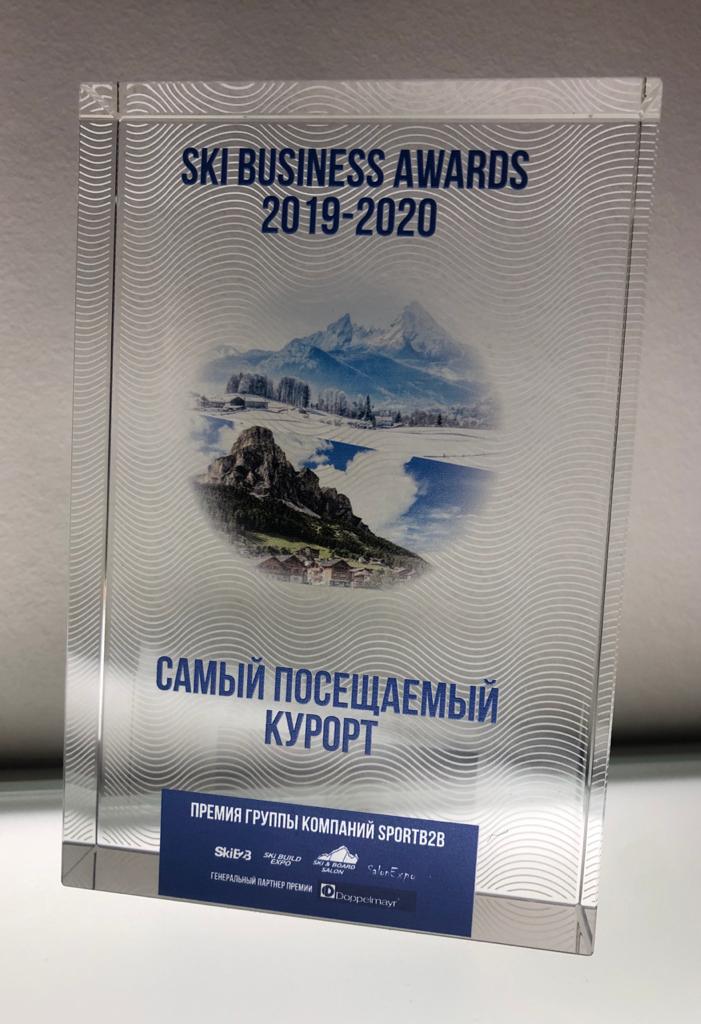 SKI BUSINESS AWARDS
2019-2020
САМЫЙ ПОСЕЩАЕМЫЙ
КУРОРТ
ПРЕМИЯ ГРУППЫ КОМПАНИЙ SPORTB2B
SkiB2B
SKI BUILD
EXPO
SKI & BOARD
SALON
SalonExpo
ГЕНЕРАЛЬНЫЙ ПАРТНЕР ПРЕМИИ
Doppelmayr